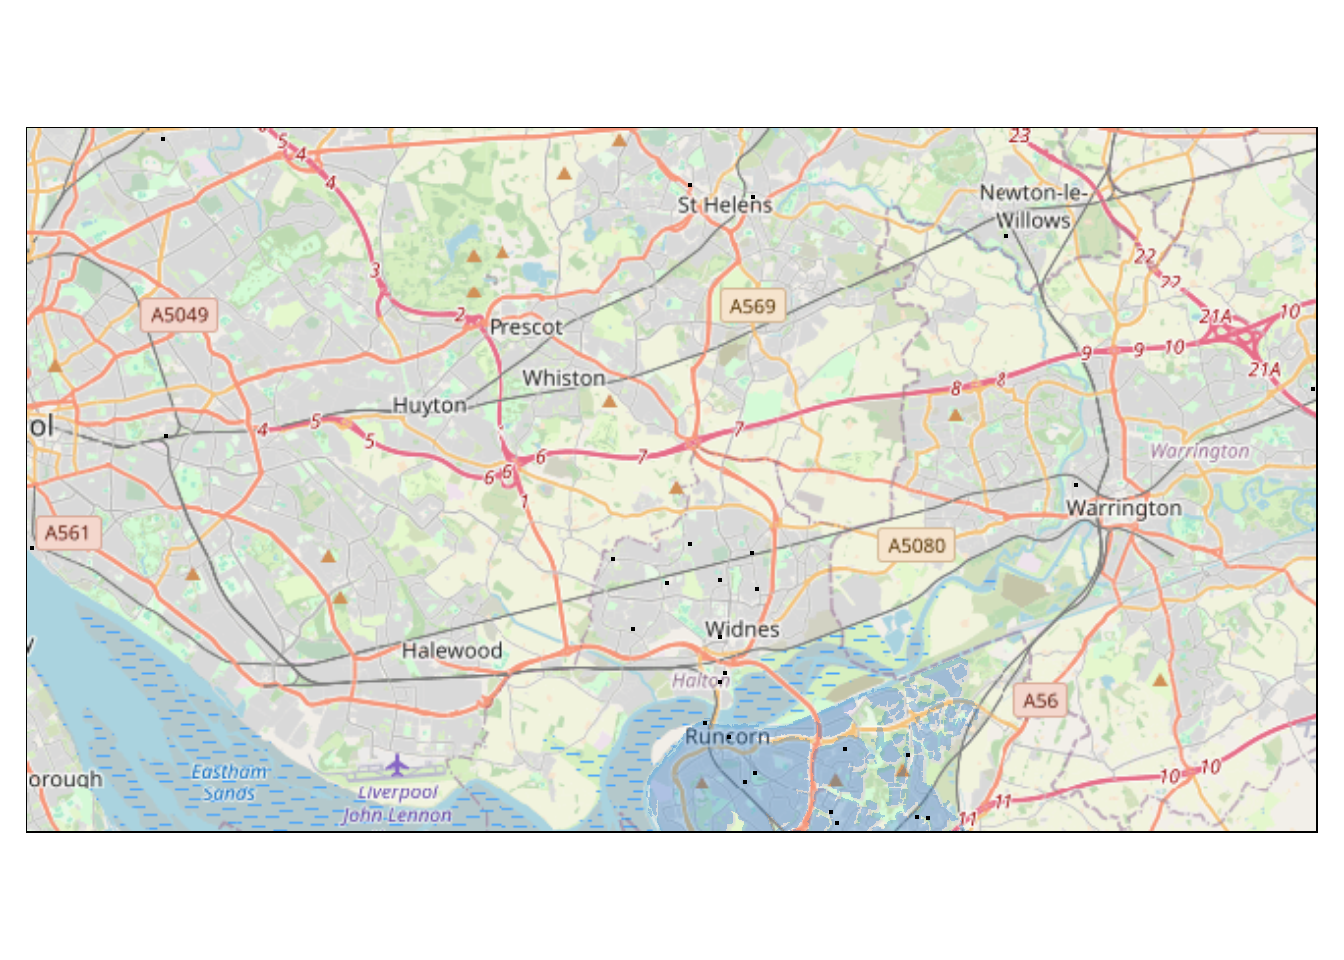 5
4
23
4
Newton-le-
Willows
St Helens
3
22
22
A5049
A569
2
Prescot
21A
10
9
9
10
21A
Whiston
8
8
Huyton
ol
4
5
5
7
Warrington
6
6
6
7
1
Warrington
A561
A5080
Widnes
Halewood
Halton
A56
Runcorn
orough
Eastham
Sands
Liverpool
John Lennon
10
10
11
11